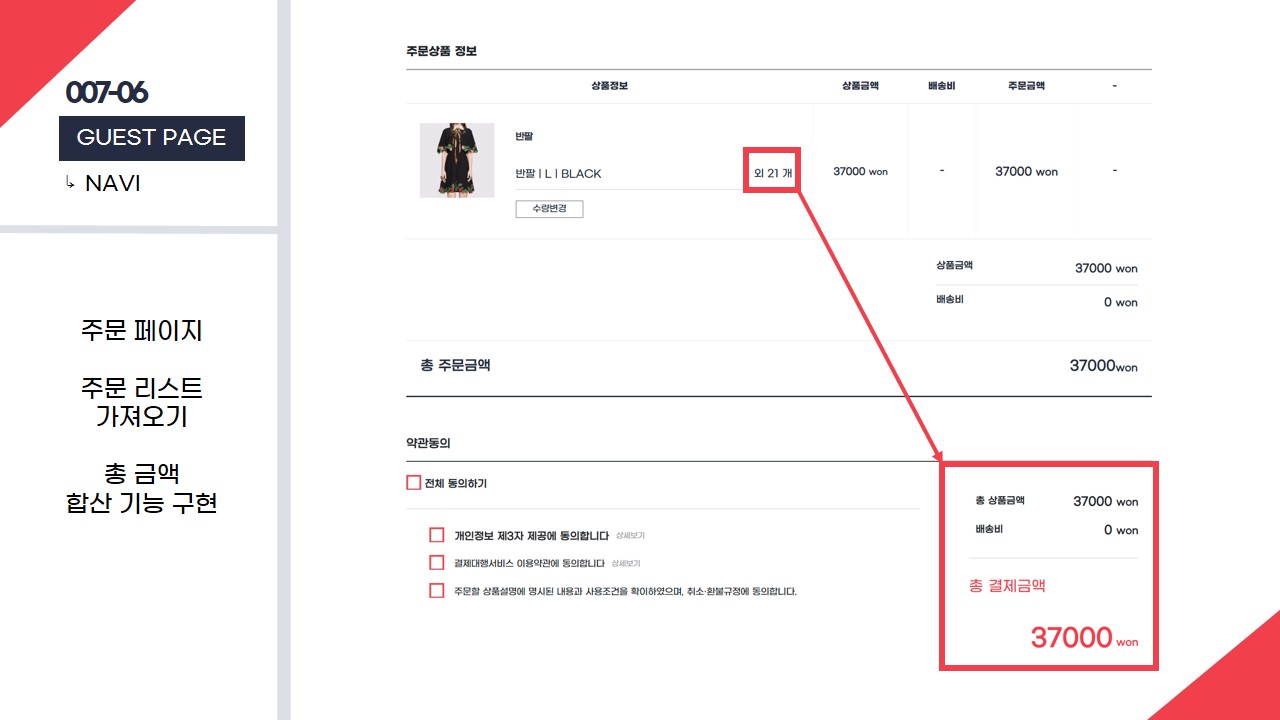 007-06
GUEST PAGE
↳ NAVI
주문 페이지
주문 리스트
가져오기
총 금액
합산 기능 구현
주문상품 정보
상품정보 상품금액 배송비 주문금액 -
반팔
반팔 | L | BLACK 외 21 개 37000 won - 37000 won -
수량변경
상품금액 37000 won
배송비 0 won
총 주문금액 37000won
약관동의
전체 동의하기
개인정보 제3자 제공에 동의합니다 상세보기
결제대행서비스 이용약관에 동의합니다 상세보기
주문할 상품설명에 명시된 내용과 사용조건을 확이하였으며, 취소·환불규정에 동의합니다.
총 상품금액 37000 won
배송비 0 won
총 결제금액
37000 won